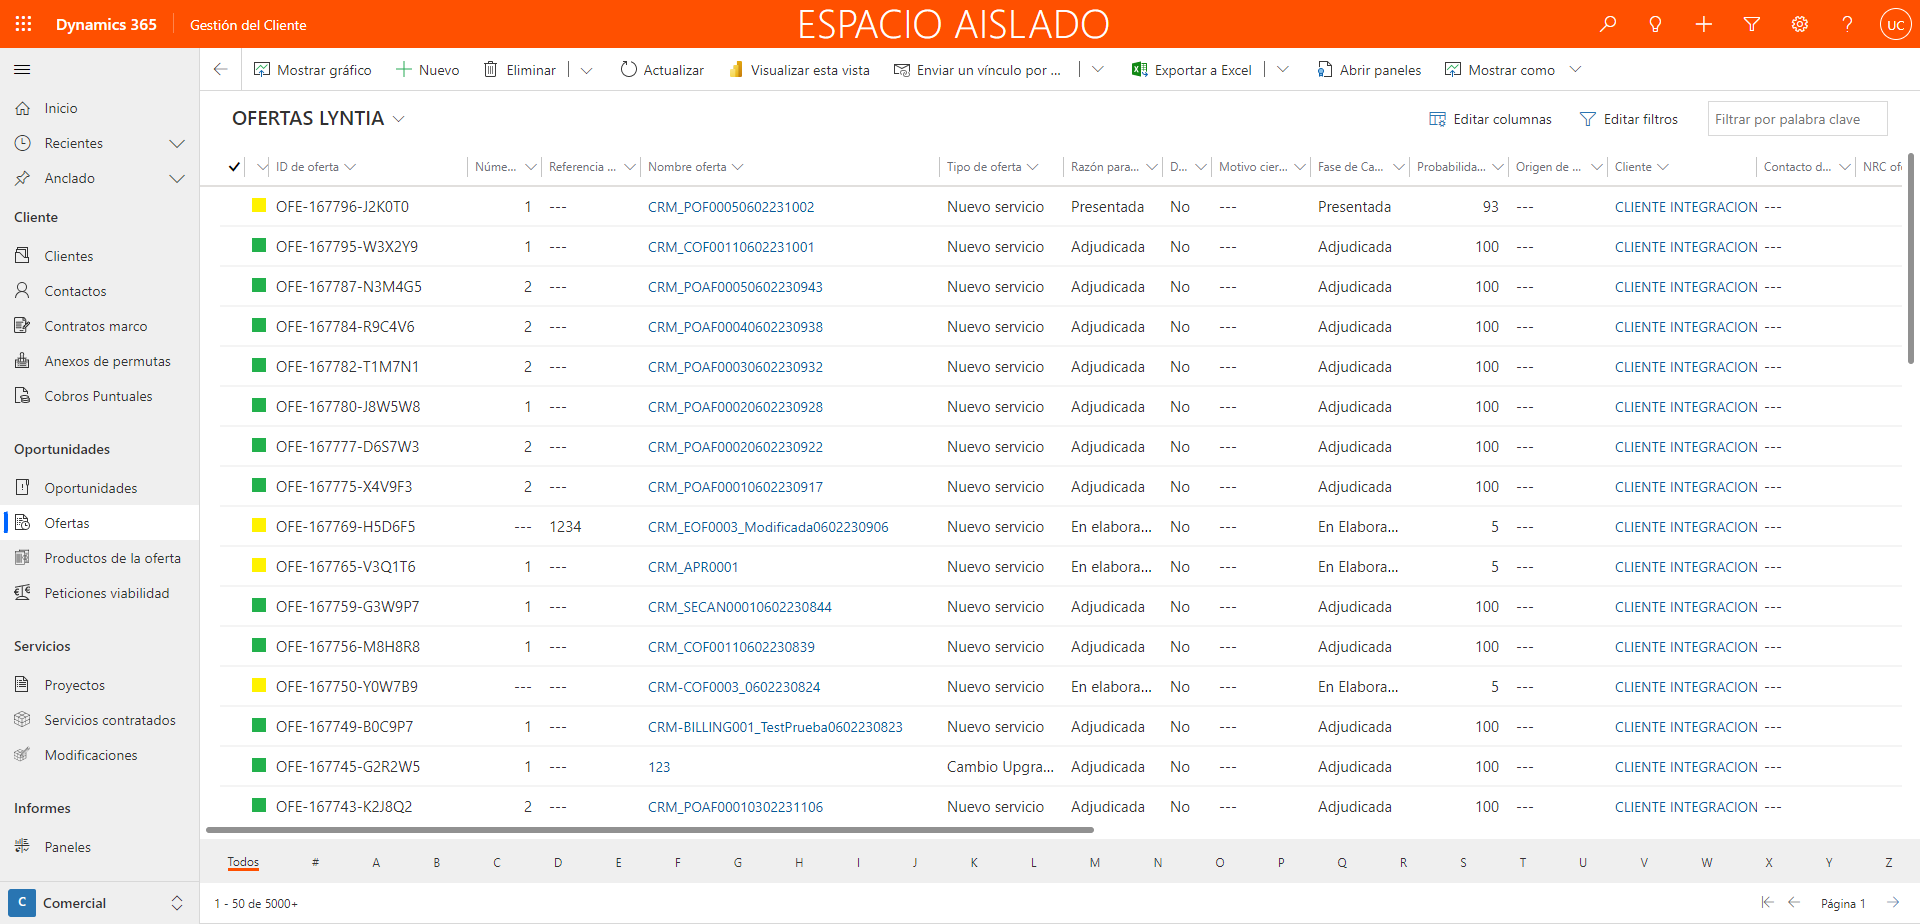 Dynamics 365
Gestión del Cliente
ESPACIO AISLADO
UC
Mostrar gráfico
Nuevo
Eliminar
Actualizar
Visualizar esta vista
Enviar un vínculo por ...
Exportar a Excel
Abrir paneles
Mostrar como
Inicio
Recientes
Anclado
Cliente
Clientes
Contactos
Contratos marco
Anexos de permutas
Cobros Puntuales
Oportunidades
Oportunidades
Ofertas
Productos de la oferta
Peticiones viabilidad
Servicios
Proyectos
Servicios contratados
Modificaciones
Informes
Paneles
C Comercial
OFERTAS LYNTIA
Editar columnas
Editar filtros
Filtrar por palabra clave
ID de oferta Núme... Referencia ... Nombre oferta Tipo de oferta Razón para... D... Motivo cier... Fase de Ca... Probabilida... Origen de ... Cliente Contacto d... NRC of
OFE-167796-J2K0T0 1 --- CRM_POF00050602231002 Nuevo servicio Presentada No --- Presentada 93 --- CLIENTE INTEGRACION ---
OFE-167795-W3X2Y9 1 --- CRM_COF00110602231001 Nuevo servicio Adjudicada No --- Adjudicada 100 --- CLIENTE INTEGRACION ---
OFE-167787-N3M4G5 2 --- CRM_POAF00050602230943 Nuevo servicio Adjudicada No --- Adjudicada 100 --- CLIENTE INTEGRACION ---
OFE-167784-R9C4V6 2 --- CRM_POAF00040602230938 Nuevo servicio Adjudicada No --- Adjudicada 100 --- CLIENTE INTEGRACION ---
OFE-167782-T1M7N1 2 --- CRM_POAF00030602230932 Nuevo servicio Adjudicada No --- Adjudicada 100 --- CLIENTE INTEGRACION ---
OFE-167780-J8W5W8 1 --- CRM_POAF00020602230928 Nuevo servicio Adjudicada No --- Adjudicada 100 --- CLIENTE INTEGRACION ---
OFE-167777-D6S7W3 2 --- CRM_POAF00020602230922 Nuevo servicio Adjudicada No --- Adjudicada 100 --- CLIENTE INTEGRACION ---
OFE-167775-X4V9F3 2 --- CRM_POAF00010602230917 Nuevo servicio Adjudicada No --- Adjudicada 100 --- CLIENTE INTEGRACION ---
OFE-167769-H5D6F5 --- 1234 CRM_EOF0003_Modificada0602230906 Nuevo servicio En elabora... No --- En Elabora... 5 --- CLIENTE INTEGRACION ---
OFE-167765-V3Q1T6 1 --- CRM_APR0001 Nuevo servicio En elabora... No --- En Elabora... 5 --- CLIENTE INTEGRACION ---
OFE-167759-G3W9P7 1 --- CRM_SECAN00010602230844 Nuevo servicio Adjudicada No --- Adjudicada 100 --- CLIENTE INTEGRACION ---
OFE-167756-M8H8R8 1 --- CRM_COF00110602230839 Nuevo servicio Adjudicada No --- Adjudicada 100 --- CLIENTE INTEGRACION ---
OFE-167750-Y0W7B9 --- --- CRM-COF0003_0602230824 Nuevo servicio En elabora... No --- En Elabora... 5 --- CLIENTE INTEGRACION ---
OFE-167749-B0C9P7 1 --- CRM-BILLING001_TestPrueba0602230823 Nuevo servicio Adjudicada No --- Adjudicada 100 --- CLIENTE INTEGRACION ---
OFE-167745-G2R2W5 1 --- 123 Cambio Upgra... Adjudicada No --- Adjudicada 100 --- CLIENTE INTEGRACION ---
OFE-167743-K2J8Q2 2 --- CRM_POAF00010302231106 Nuevo servicio Adjudicada No --- Adjudicada 100 --- CLIENTE INTEGRACION ---
Todos # A B C D E F G H I J K L M N O P Q R S T U V W X Y Z
1 - 50 de 5000+
Página 1